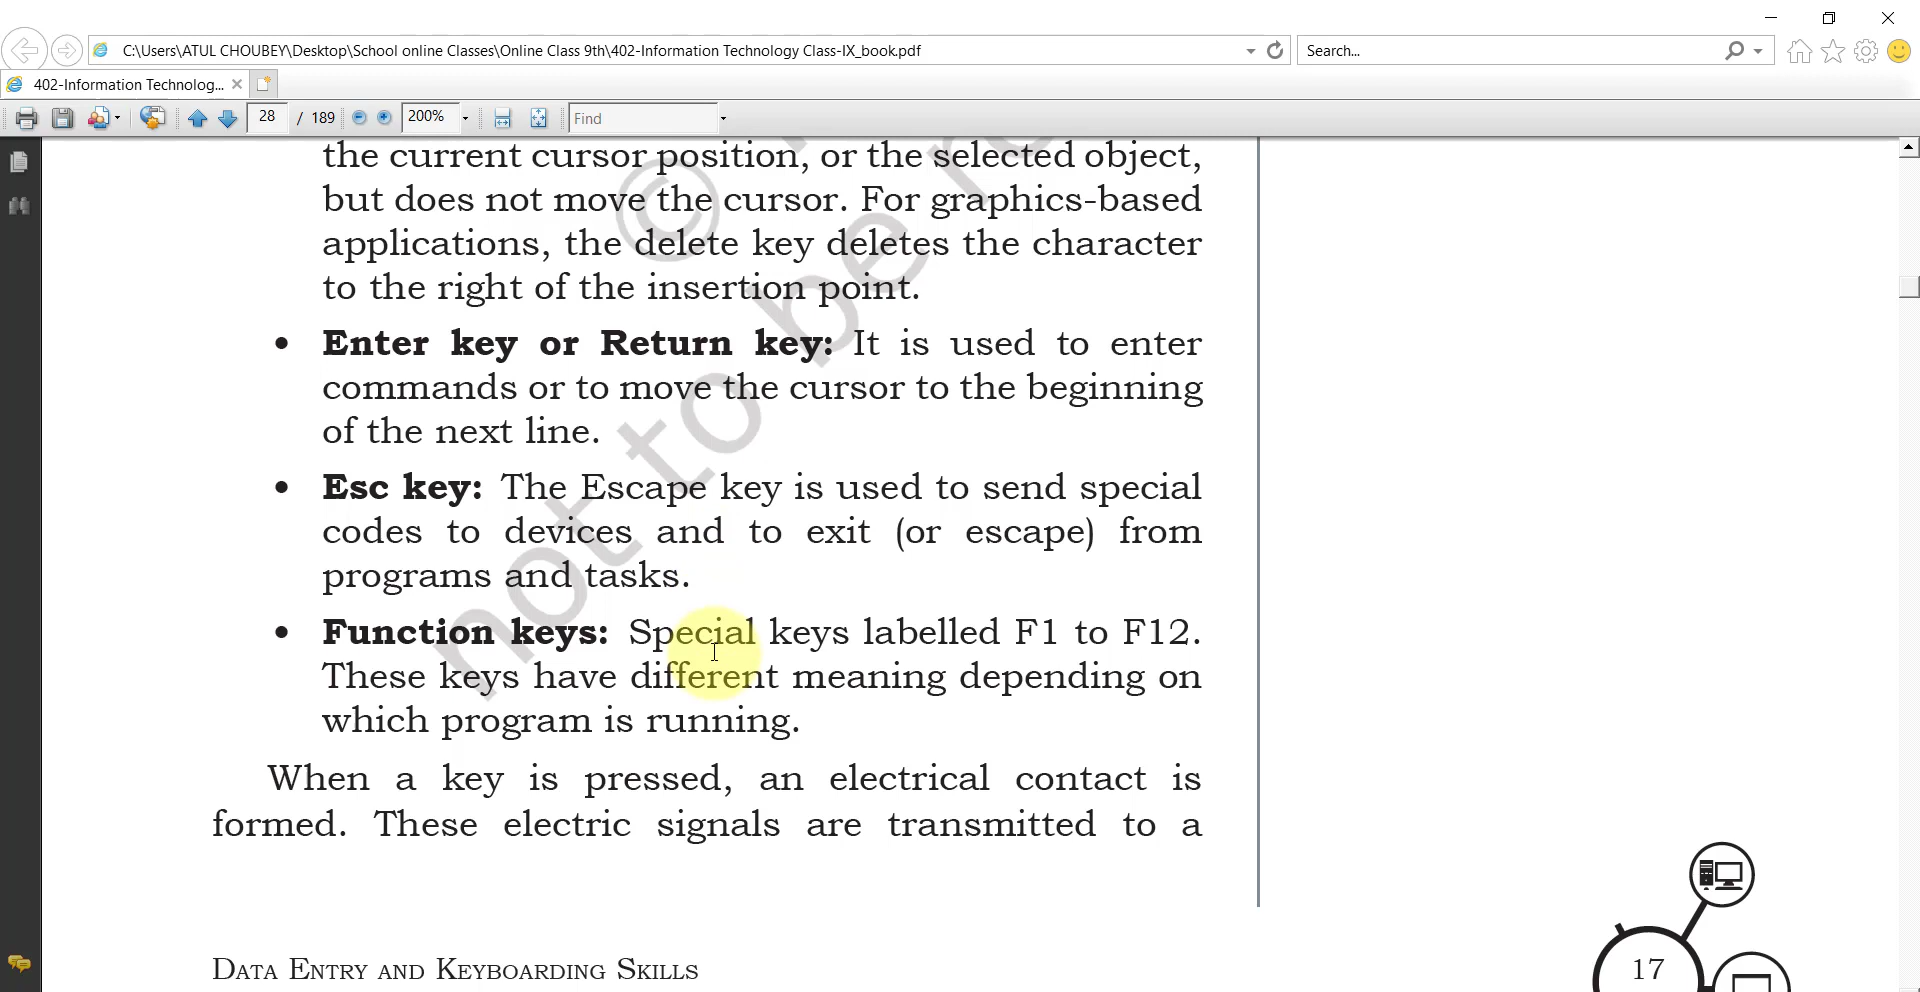 C:\Users\ATUL CHOUBEY\Desktop\School online Classes\Online Class 9th\402-Information Technology Class-IX_book.pdf
Search...
402-Information Technolog...
28 / 189
200%
Find
the current cursor position, or the selected object,
but does not move the cursor. For graphics-based
applications, the delete key deletes the character
to the right of the insertion point.
• Enter key or Return key: It is used to enter
commands or to move the cursor to the beginning
of the next line.
• Esc key: The Escape key is used to send special
codes to devices and to exit (or escape) from
programs and tasks.
• Function keys: Special keys labelled F1 to F12.
These keys have different meaning depending on
which program is running.
When a key is pressed, an electrical contact is
formed. These electric signals are transmitted to a
Data Entry and Keyboarding Skills
17
©
not to be re